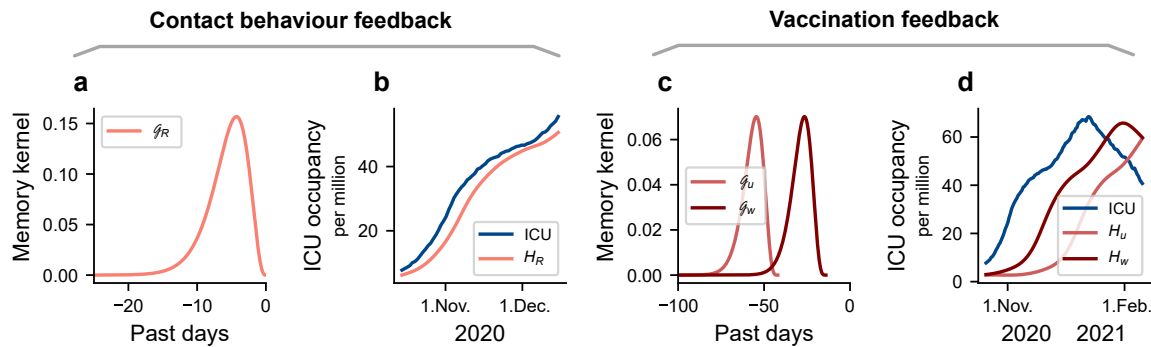 Contact behaviour feedback
Vaccination feedback
a
Memory kernel
0.15
0.10
0.05
0.00
𝒢R
−20
−10
0
Past days
b
ICU occupancy
per million
40
20
ICU
HR
1.Nov.
1.Dec.
2020
c
Memory kernel
0.06
0.04
0.02
0.00
𝒢u
𝒢w
−100
−50
0
Past days
d
ICU occupancy
per million
60
40
20
0
ICU
Hu
Hw
1.Nov.
1.Feb.
2020
2021